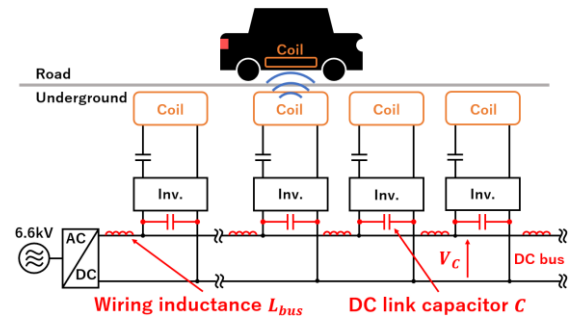 Coil
Road
Underground
Coil
Coil
Coil
Coil
Inv.
Inv.
Inv.
Inv.
6.6kV
AC
DC
V_C
DC bus
Wiring inductance L_bus
DC link capacitor C